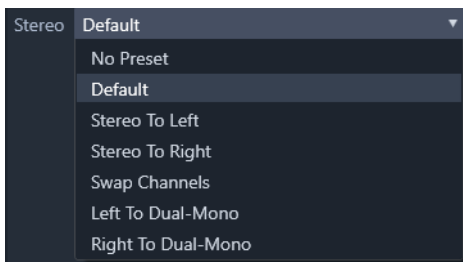 Stereo Default
No Preset
Default
Stereo To Left
Stereo To Right
Swap Channels
Left To Dual-Mono
Right To Dual-Mono